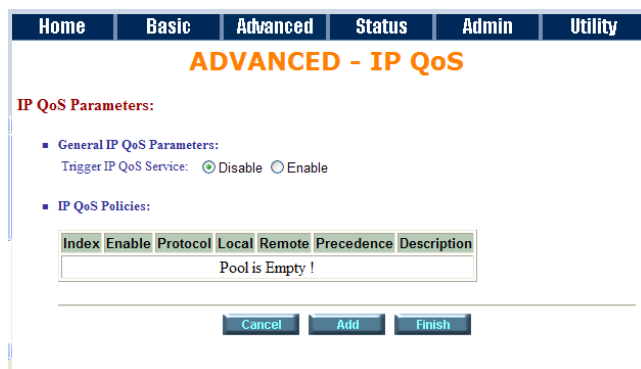 Home Basic Advanced Status Admin Utility
ADVANCED - IP QoS
IP QoS Parameters:
General IP QoS Parameters:
Trigger IP QoS Service: Disable Enable
IP QoS Policies:
Index Enable Protocol Local Remote Precedence Description
Pool is Empty !
Cancel Add Finish